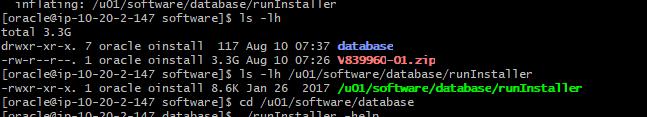 inflating: /u01/software/database/runInstaller
[oracle@ip-10-20-2-147 software]$ ls -lh
total 3.3G
drwxr-xr-x. 7 oracle oinstall  117 Aug 10 07:37 database
-rw-r--r--. 1 oracle oinstall 3.3G Aug 10 07:26 V839960-01.zip
[oracle@ip-10-20-2-147 software]$ ls -lh /u01/software/database/runInstaller
-rwxr-xr-x. 1 oracle oinstall 8.6K Jan 26  2017 /u01/software/database/runInstaller
[oracle@ip-10-20-2-147 software]$ cd /u01/software/database
[oracle@ip-10-20-2-147 database]$ ./runInstaller -help